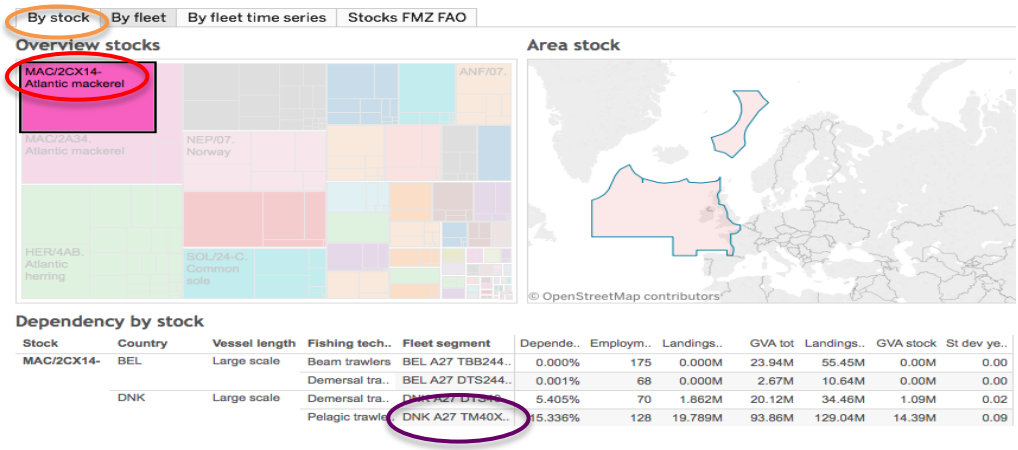 By stock By fleet By fleet time series Stocks FMZ FAO
Overview stocks
Area stock
MAC/2CX14-
Atlantic mackerel
ANF/07.
MAC/2A34.
Atlantic mackerel
NEP/07.
Norway
HER/4AB.
Atlantic
herring
SOL/24-C.
Common
sole
© OpenStreetMap contributors
Dependency by stock
Stock Country Vessel length Fishing tech.. Fleet segment Depende.. Employm.. Landings.. GVA tot Landings.. GVA stock St dev ye..
MAC/2CX14- BEL Large scale Beam trawlers BEL A27 TBB244.. 0.000% 175 0.000M 23.94M 55.45M 0.00M 0.00
Demersal tra.. BEL A27 DTS244.. 0.001% 68 0.000M 2.67M 10.64M 0.00M 0.00
DNK Large scale Demersal tra.. DNK A27 5.405% 70 1.862M 20.12M 34.46M 1.09M 0.02
Pelagic trawle.. DNK A27 TM40X.. 15.336% 128 19.789M 93.86M 129.04M 14.39M 0.09